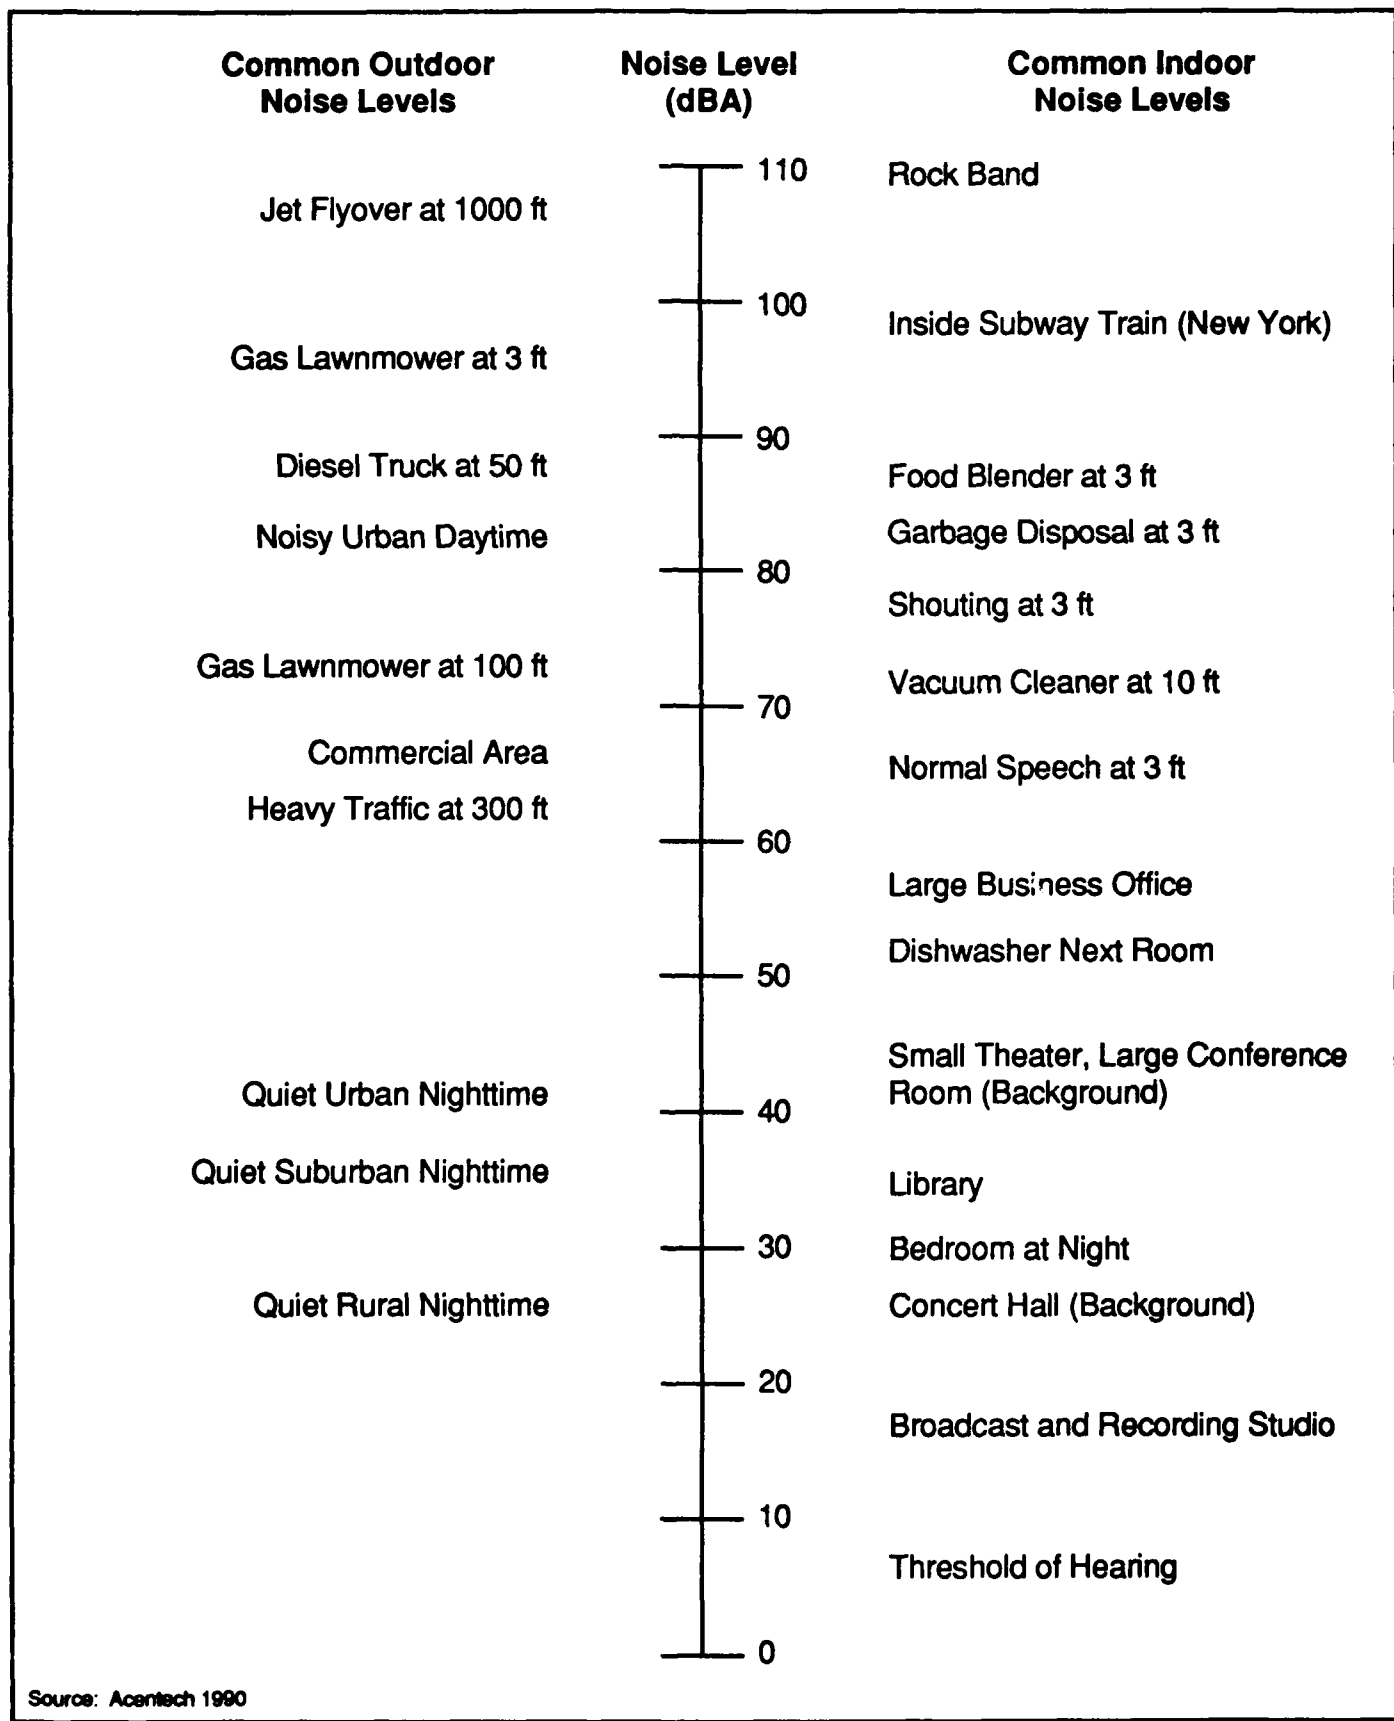 Common Outdoor
Noise Levels
Noise Level
(dBA)
Common Indoor
Noise Levels
110
Rock Band
Jet Flyover at 1000 ft
100
Inside Subway Train (New York)
Gas Lawnmower at 3 ft
90
Diesel Truck at 50 ft
Food Blender at 3 ft
Noisy Urban Daytime
Garbage Disposal at 3 ft
80
Shouting at 3 ft
Gas Lawnmower at 100 ft
Vacuum Cleaner at 10 ft
70
Commercial Area
Normal Speech at 3 ft
Heavy Traffic at 300 ft
60
Large Business Office
Dishwasher Next Room
50
Small Theater, Large Conference
Room (Background)
Quiet Urban Nighttime
40
Quiet Suburban Nighttime
Library
30
Bedroom at Night
Quiet Rural Nighttime
Concert Hall (Background)
20
Broadcast and Recording Studio
10
Threshold of Hearing
0
Source: Acentech 1990